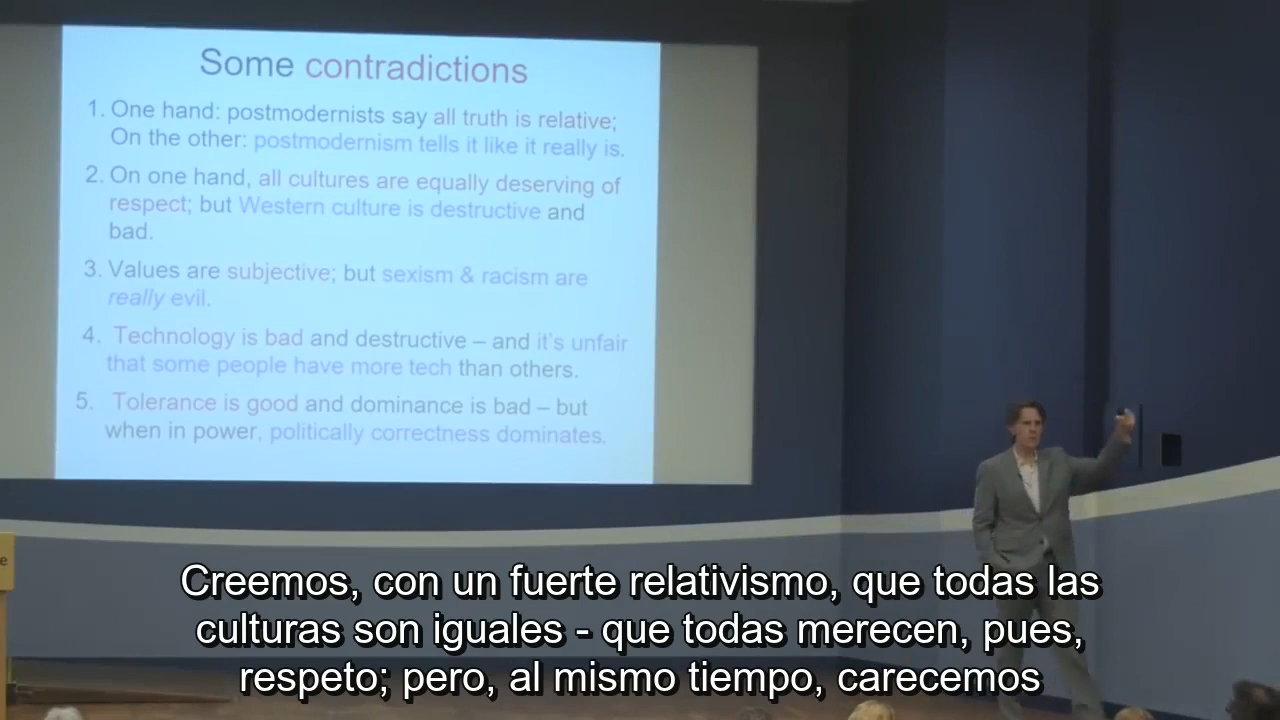 Some contradictions
1. One hand: postmodernists say all truth is relative;
On the other: postmodernism tells it like it really is.
2. On one hand, all cultures are equally deserving of
respect; but Western culture is destructive and
bad.
3. Values are subjective; but sexism & racism are
really evil.
4. Technology is bad and destructive – and it's unfair
that some people have more tech than others.
5. Tolerance is good and dominance is bad – but
when in power, politically correctness dominates.
e
Creemos, con un fuerte relativismo, que todas las
culturas son iguales - que todas merecen, pues,
respeto; pero, al mismo tiempo, carecemos